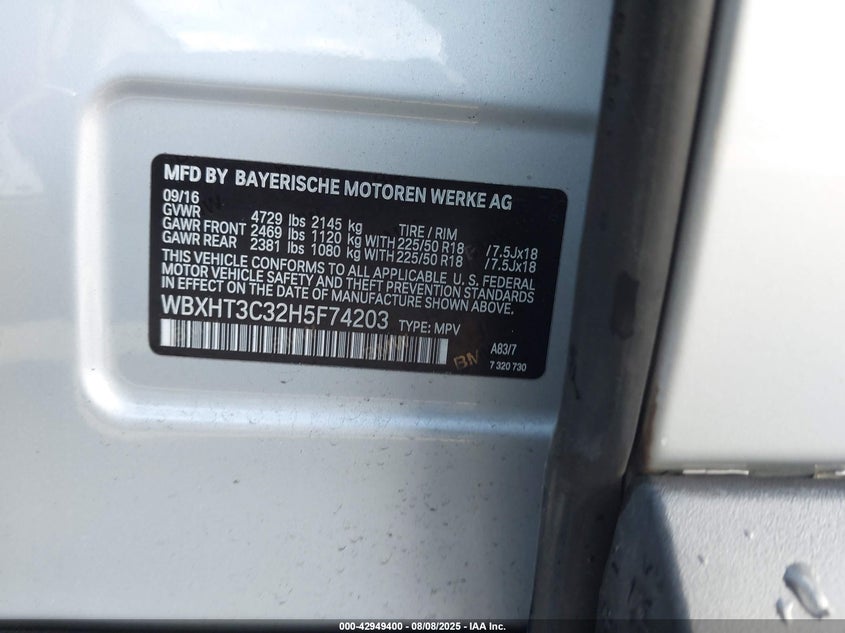 MFD BY BAYERISCHE MOTOREN WERKE AG
09/16
GVWR 4729 lbs 2145 kg TIRE / RIM
GAWR FRONT 2469 lbs 1120 kg WITH 225/50 R18 /7.5Jx18
GAWR REAR 2381 lbs 1080 kg WITH 225/50 R18 /7.5Jx18
THIS VEHICLE CONFORMS TO ALL APPLICABLE U. S. FEDERAL
MOTOR VEHICLE SAFETY AND THEFT PREVENTION STANDARDS
IN EFFECT ON THE DATE OF MANUFACTURE SHOWN ABOVE.
WBXHT3C32H5F74203 TYPE: MPV
A83/7
BN 7 320 730
000-42949400 - 08/08/2025 - IAA Inc.